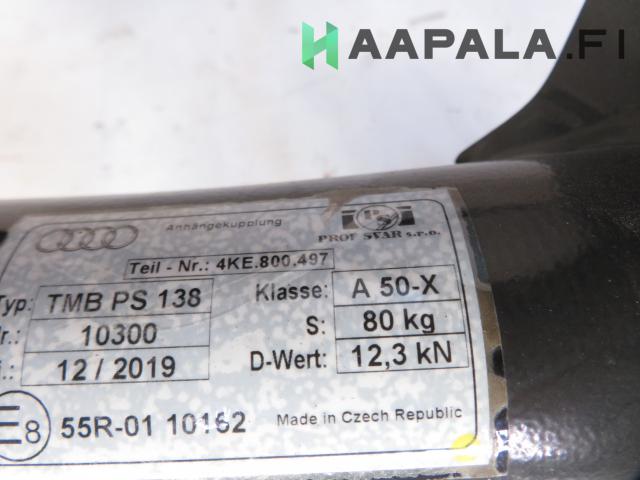 HAAPALA.FI
Anhängekupplung
PROF SVAR s.r.o.
Teil - Nr.: 4KE.800.497
Typ: TMB PS 138 Klasse: A 50-X
10300 S: 80 kg
12 / 2019 D-Wert: 12,3 kN
E8 55R-01 10162 Made in Czech Republic